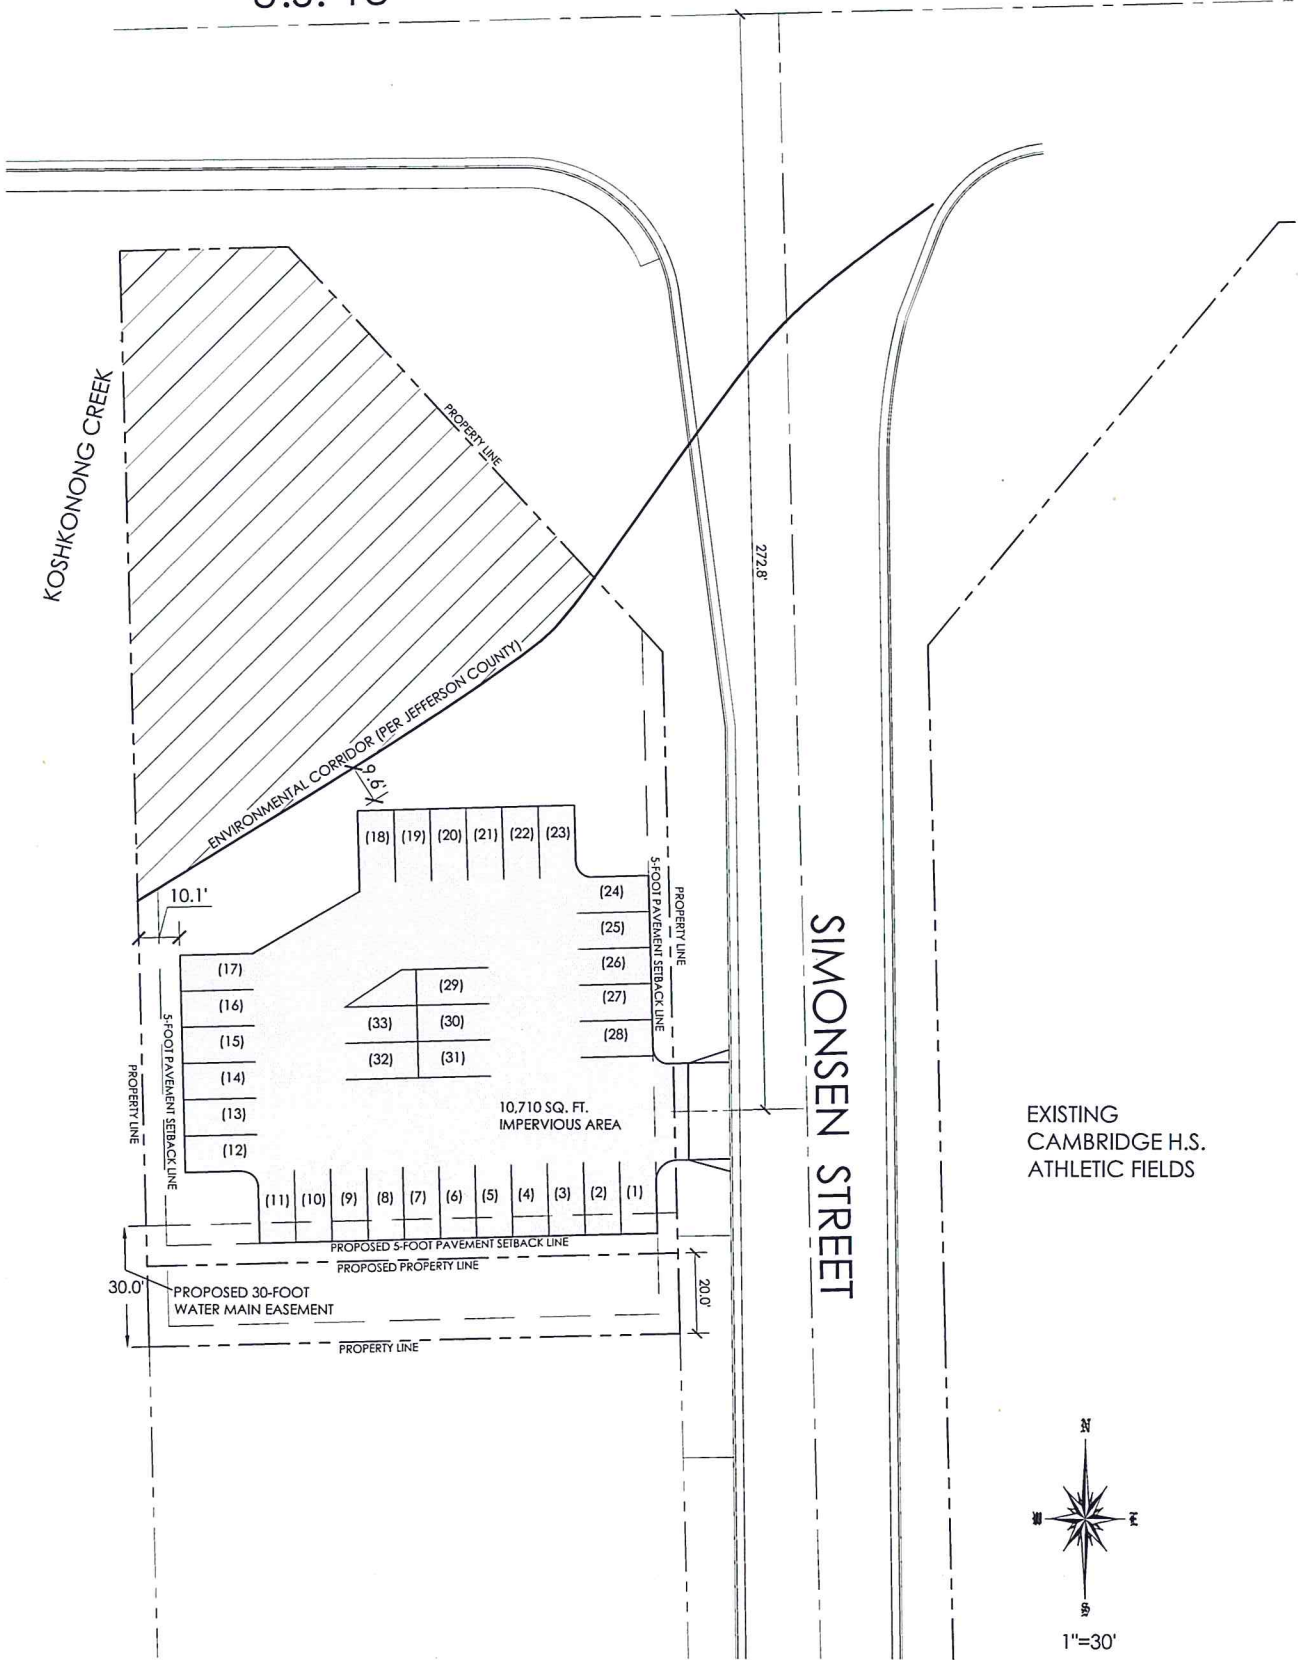 KOSHKONONG CREEK
PROPERTY LINE
272.8'
ENVIRONMENTAL CORRIDOR (PER JEFFERSON COUNTY)
9.6'
(18)
(19)
(20)
(21)
(22)
(23)
10.1'
(24)
(25)
(26)
(27)
(28)
5-FOOT PAVEMENT SETBACK LINE
PROPERTY LINE
(17)
(16)
(15)
(14)
(13)
(12)
(29)
(33)
(30)
(32)
(31)
5-FOOT PAVEMENT SETBACK LINE
PROPERTY LINE
10,710 SQ. FT.
IMPERVIOUS AREA
SIMONSEN STREET
EXISTING
CAMBRIDGE H.S.
ATHLETIC FIELDS
(11)
(10)
(9)
(8)
(7)
(6)
(5)
(4)
(3)
(2)
(1)
PROPOSED 5-FOOT PAVEMENT SETBACK LINE
PROPOSED PROPERTY LINE
30.0'
PROPOSED 30-FOOT
WATER MAIN EASEMENT
20.0'
PROPERTY LINE
N
W
E
S
1"=30'